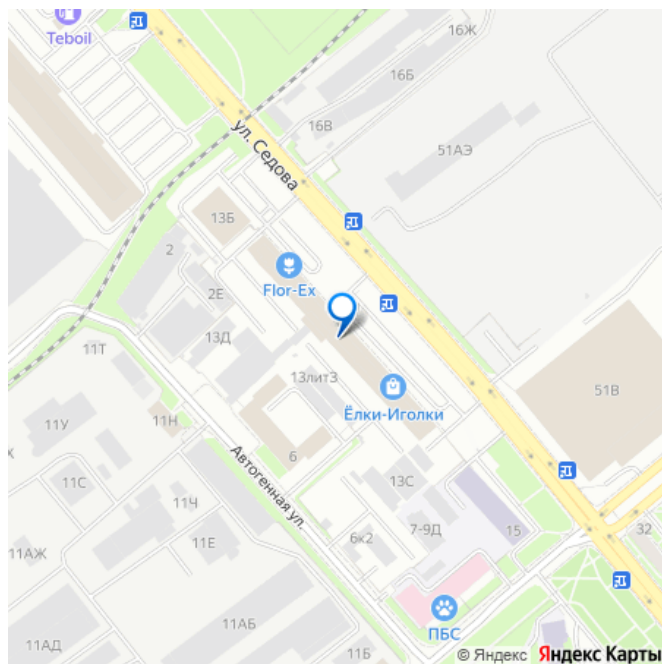 Teboil
16Ж
16Б
16В
51АЭ
ул. Седова
13Б
2
Flor-Ex
2Е
13Д
11Т
13лит3
51В
Ёлки-Иголки
11У
11Н
6
Автогенная ул.
11С
13С
11Ч
7-9Д
15
32
6к2
11Е
11АЖ
11АБ
ПБС
11АД
11Б
© Яндекс Яндекс Карты